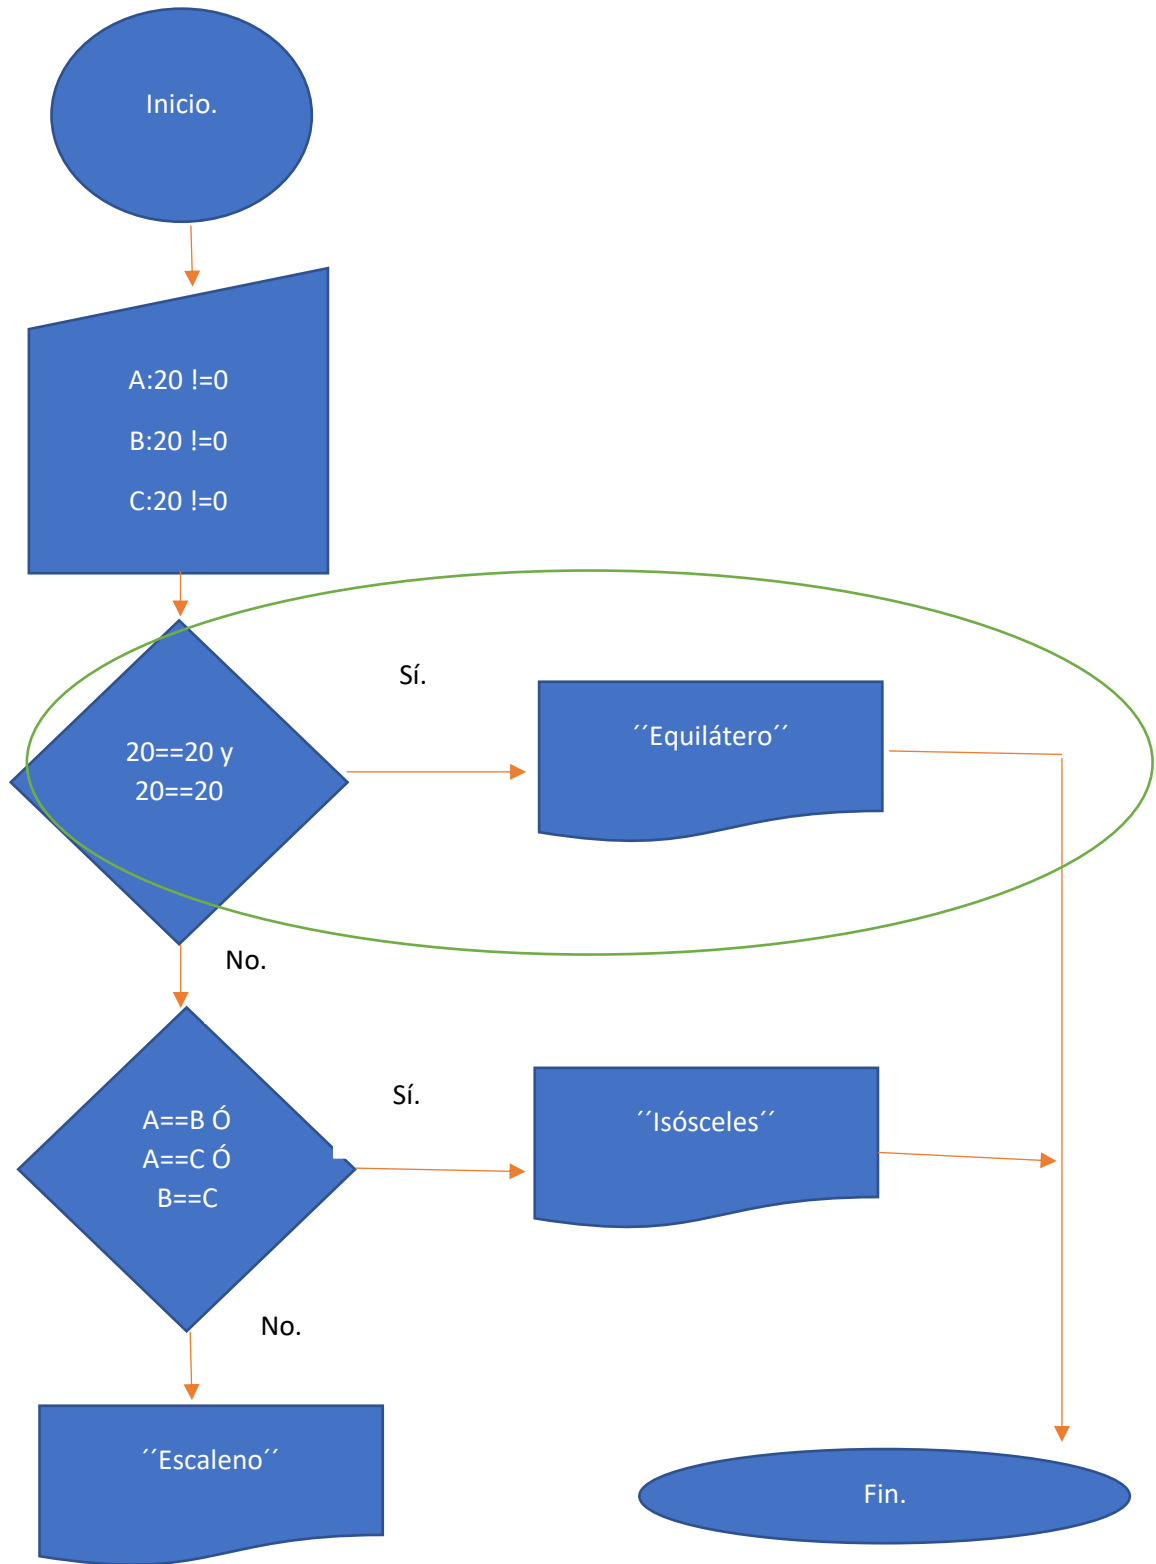 Inicio.
A:20 !=0
B:20 !=0
C:20 !=0
Sí.
20==20 y
20==20
´´Equilátero´´
No.
Sí.
A==B Ó
A==C Ó
B==C
´´Isósceles´´
No.
´´Escaleno´´
Fin.